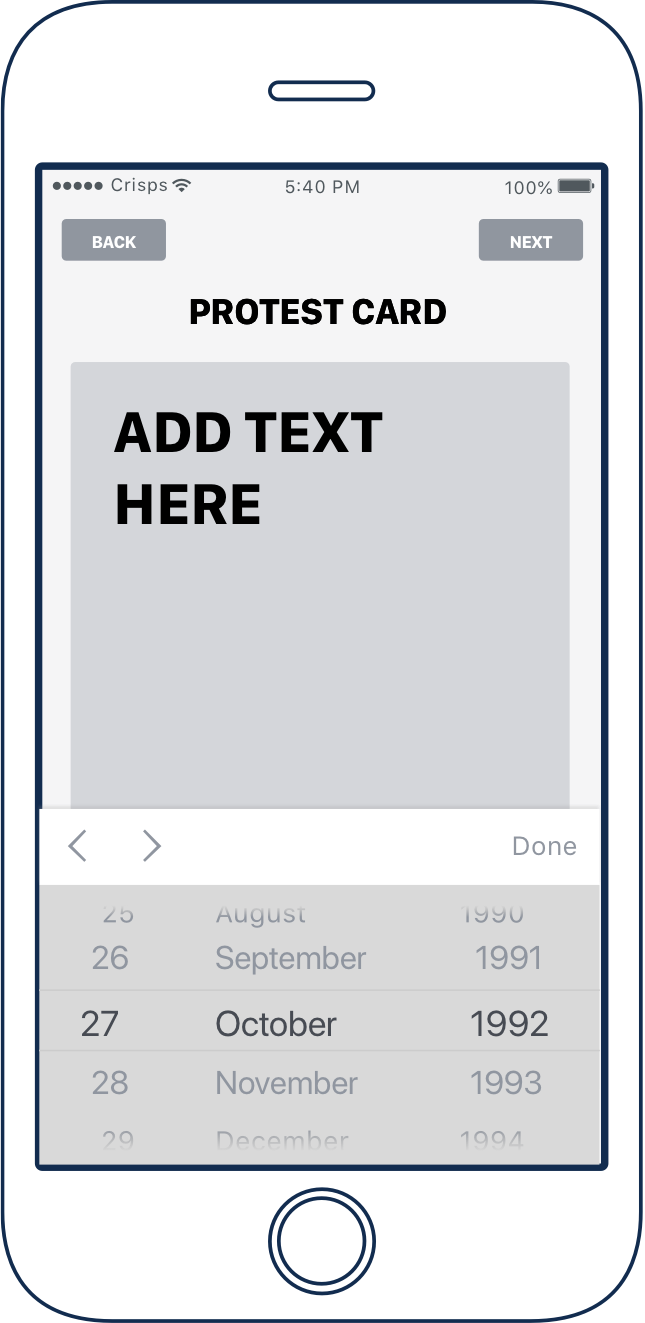 Crisps 5:40 PM 100%
BACK NEXT
PROTEST CARD
ADD TEXT
HERE
Done
25 August 1990
26 September 1991
27 October 1992
28 November 1993
29 December 1994